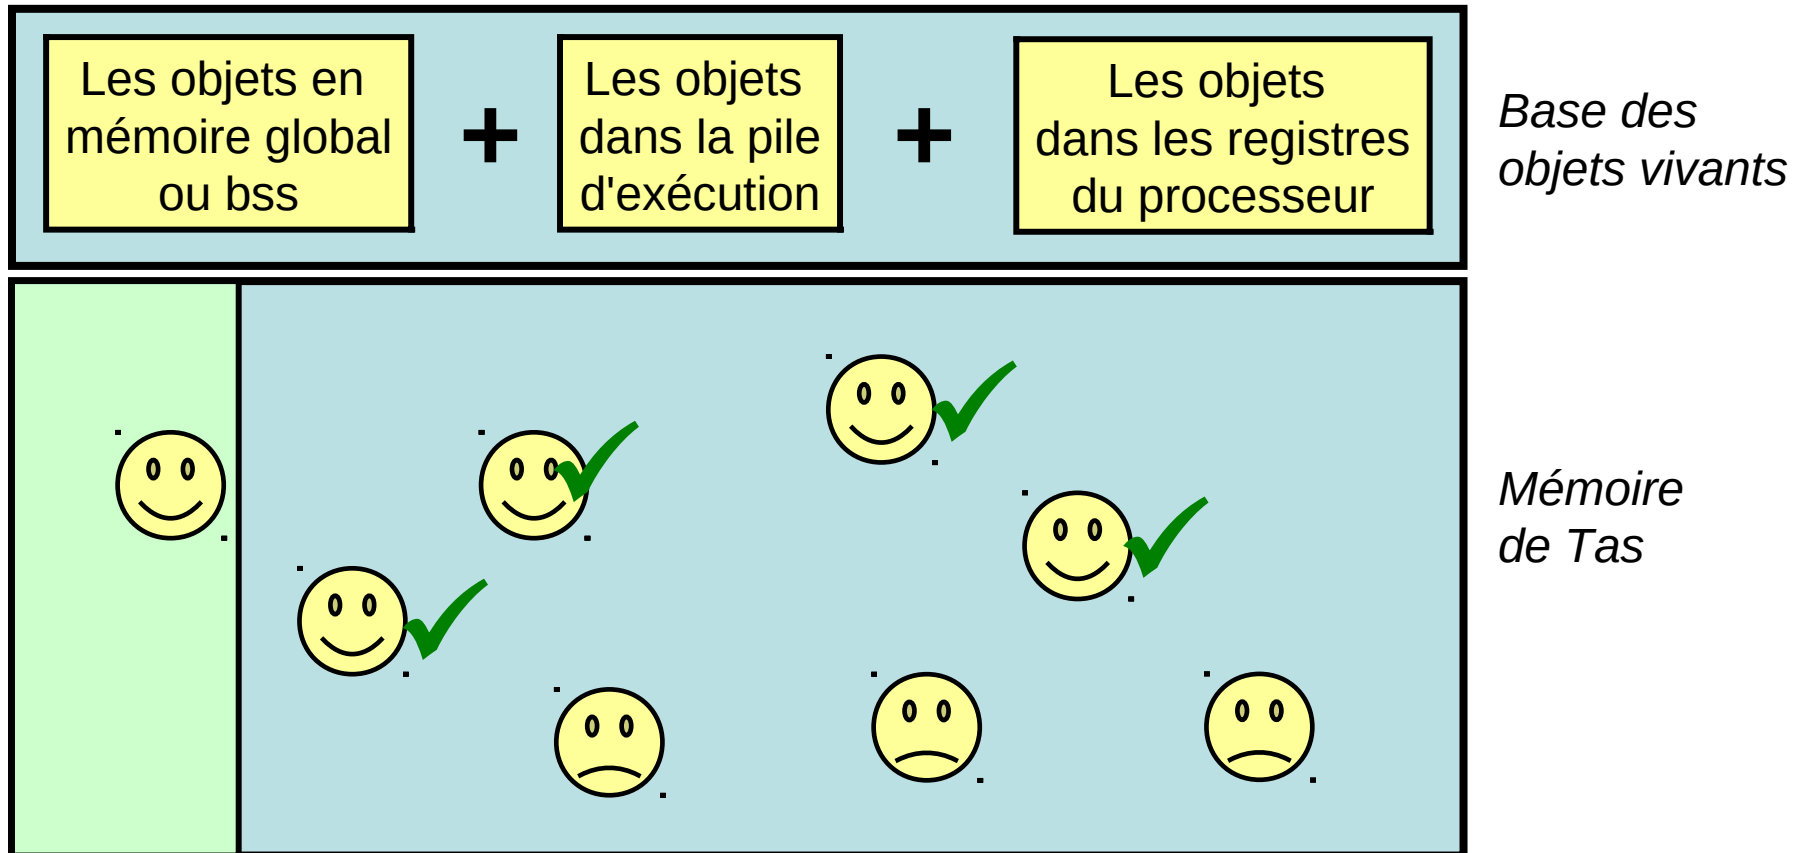 Les objets en
mémoire global
ou bss
+
Les objets
dans la pile
d'exécution
+
Les objets
dans les registres
du processeur
Base des
objets vivants
Mémoire
de Tas